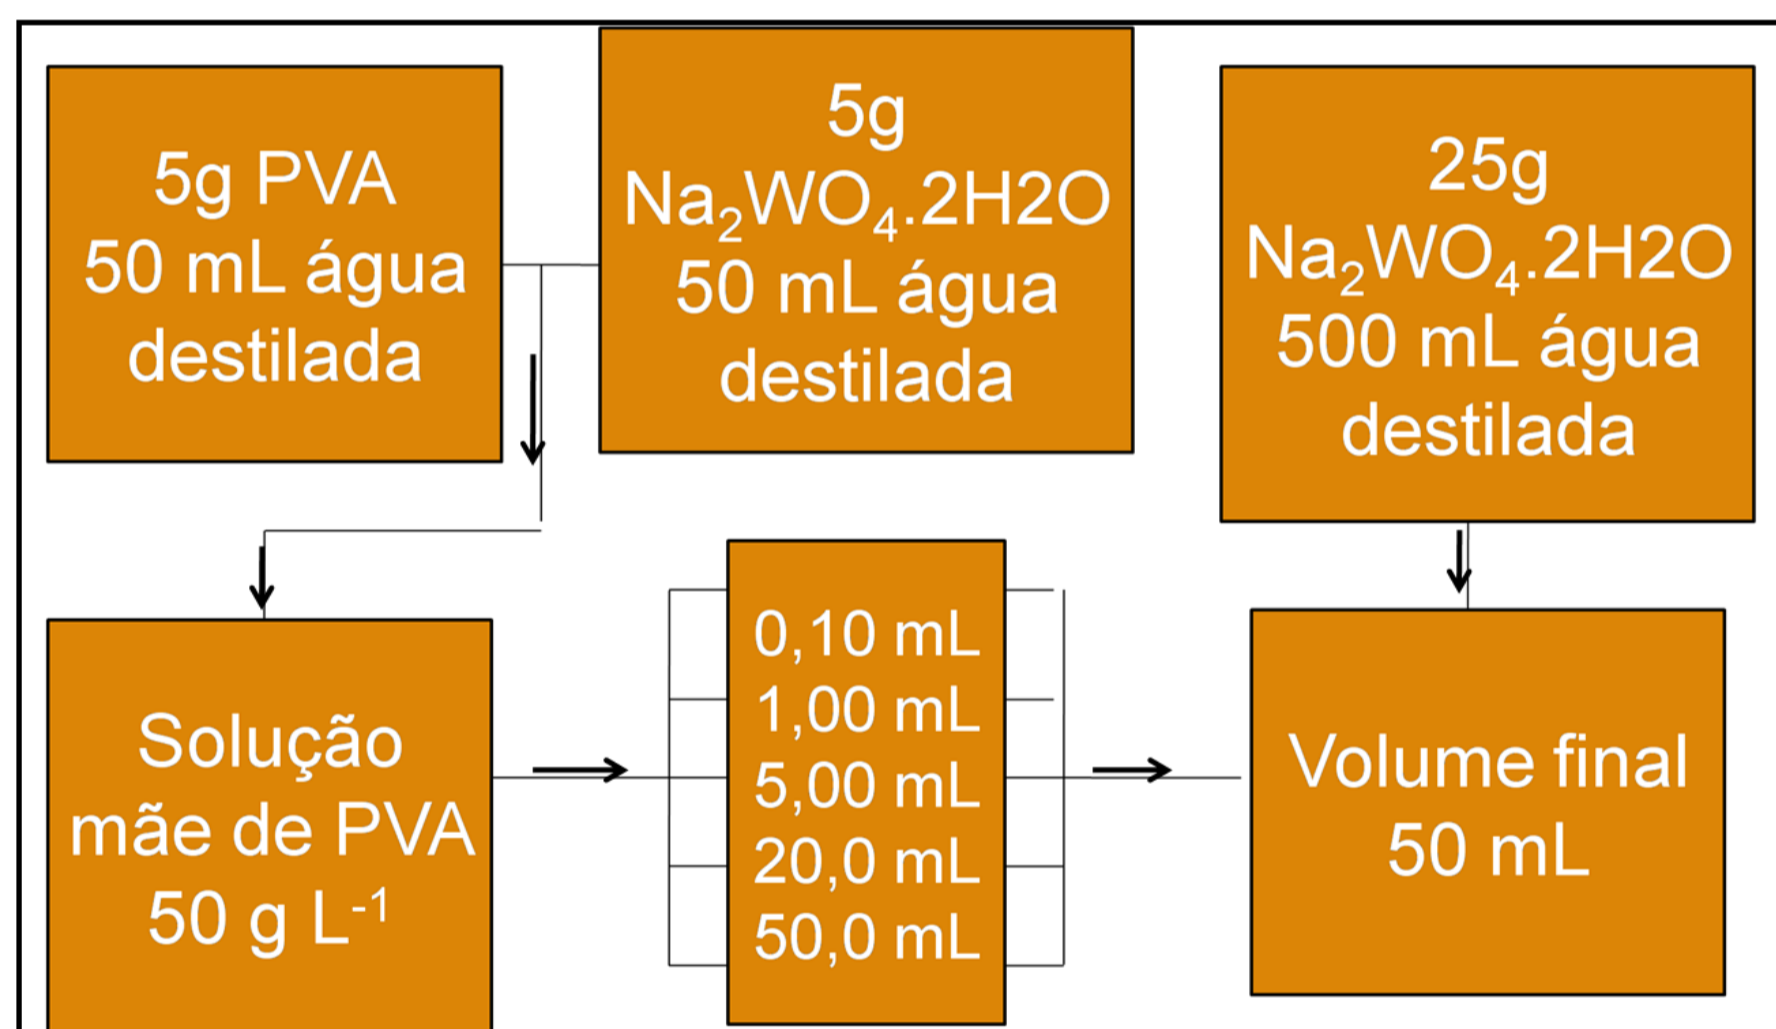 5g PVA
50 mL água
destilada
5g
Na₂WO₄.2H2O
50 mL água
destilada
25g
Na₂WO₄.2H2O
500 mL água
destilada
Solução
mãe de PVA
50 g L⁻¹
0,10 mL
1,00 mL
5,00 mL
20,0 mL
50,0 mL
Volume final
50 mL